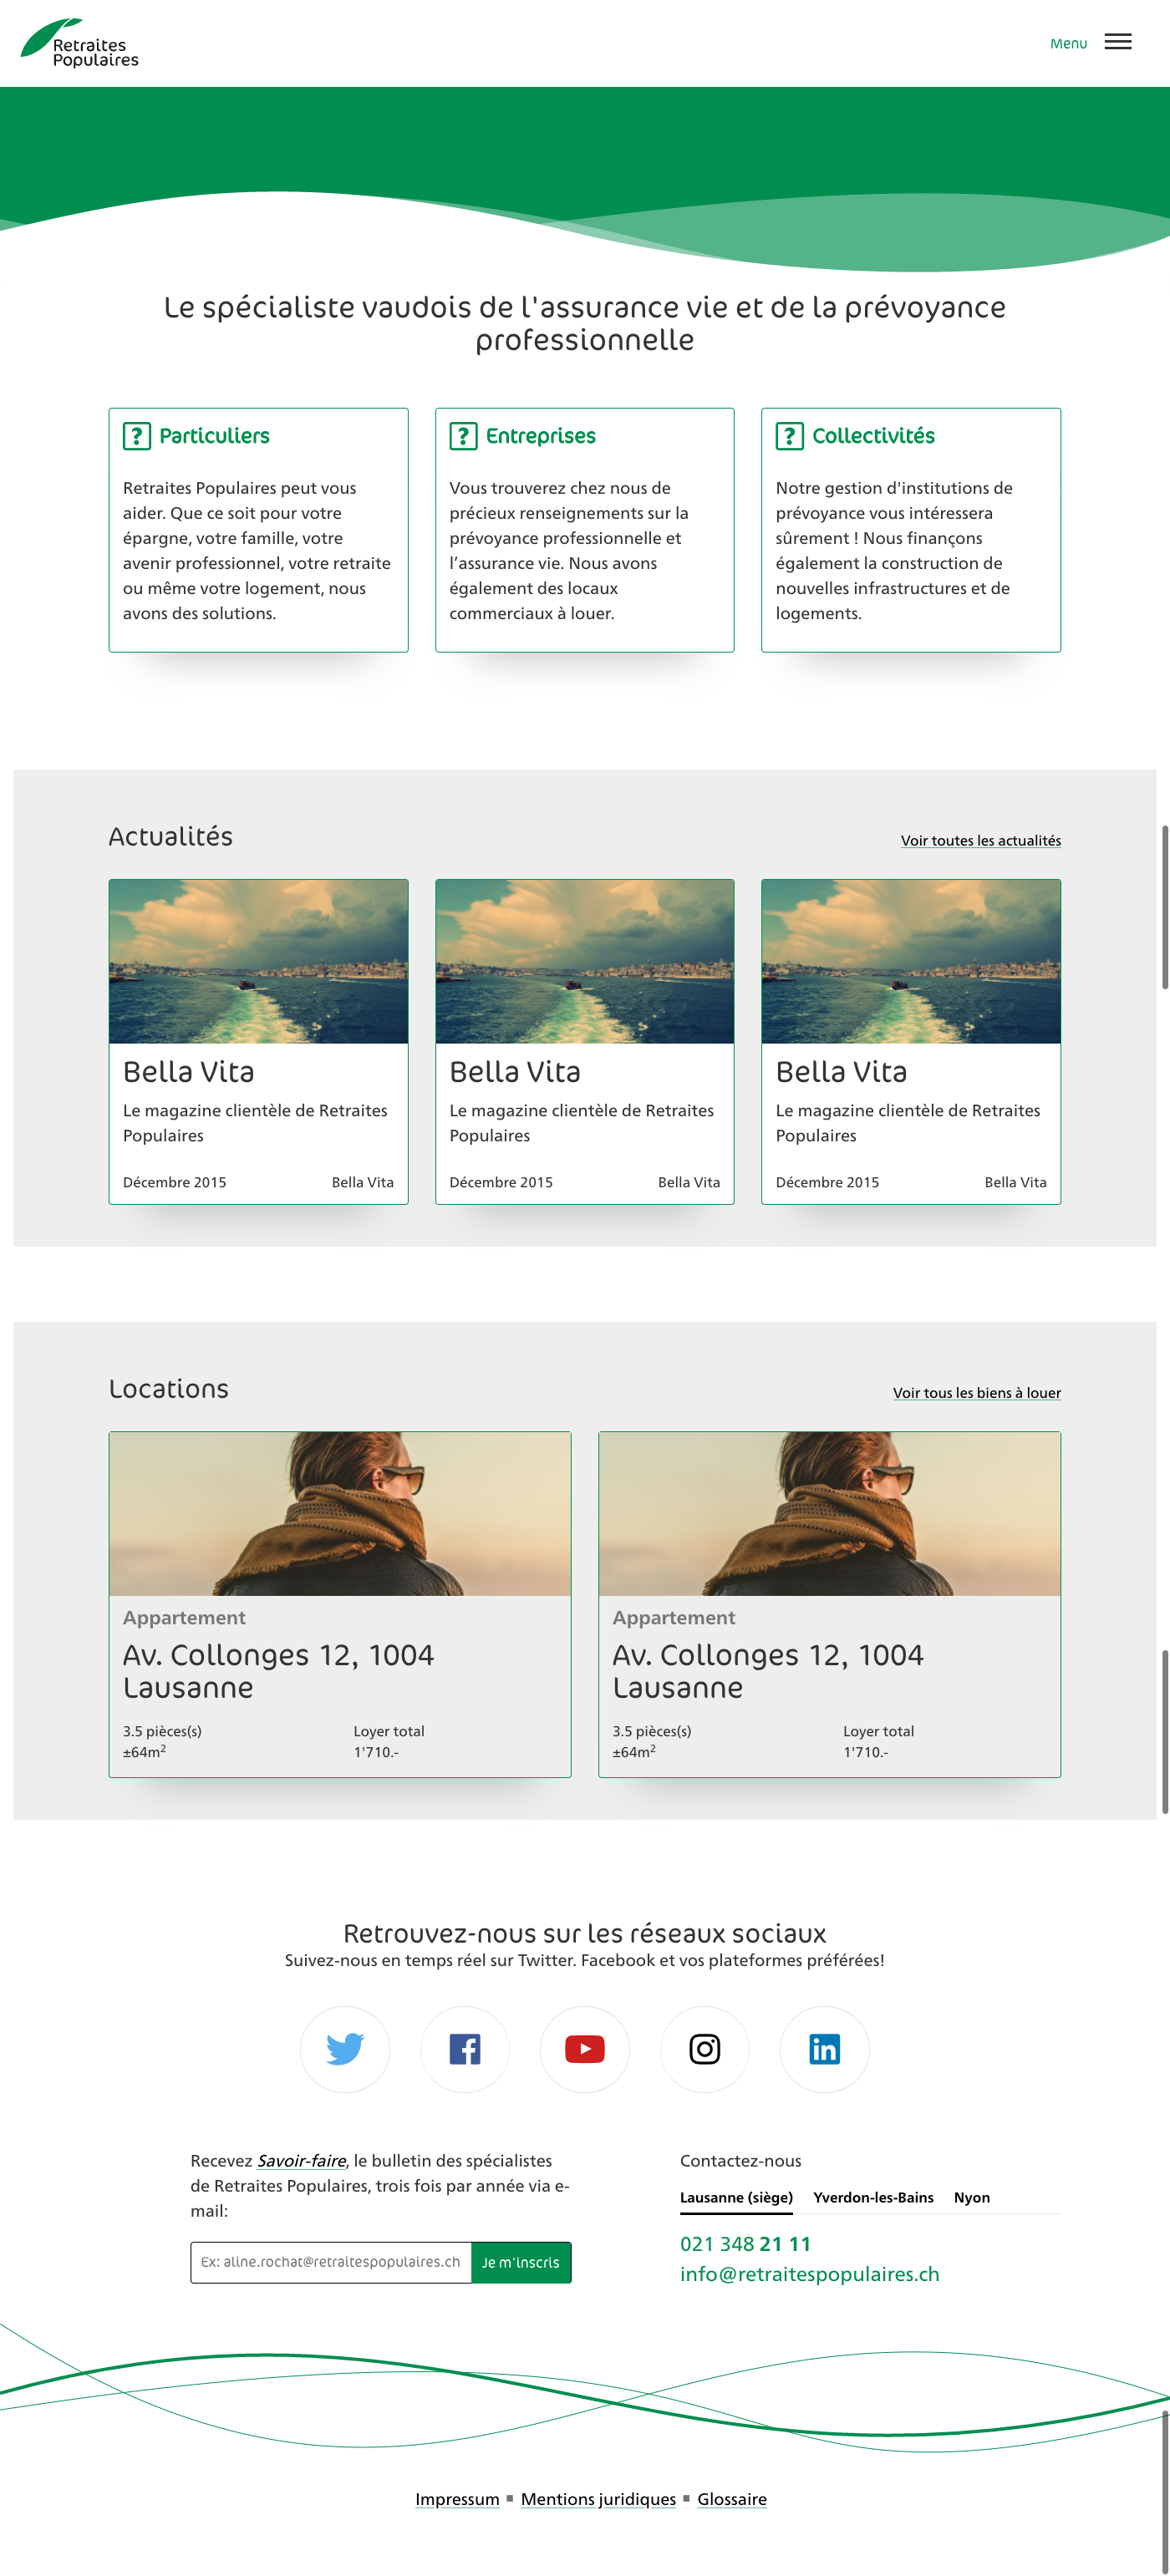 Retraites
Populaires
Menu
Le spécialiste vaudois de l'assurance vie et de la prévoyance
professionnelle
Particuliers
Retraites Populaires peut vous
aider. Que ce soit pour votre
épargne, votre famille, votre
avenir professionnel, votre retraite
ou même votre logement, nous
avons des solutions.
Entreprises
Vous trouverez chez nous de
précieux renseignements sur la
prévoyance professionnelle et
l’assurance vie. Nous avons
également des locaux
commerciaux à louer.
Collectivités
Notre gestion d'institutions de
prévoyance vous intéressera
sûrement ! Nous finançons
également la construction de
nouvelles infrastructures et de
logements.
Actualités
Voir toutes les actualités
Bella Vita
Le magazine clientèle de Retraites
Populaires
Décembre 2015 Bella Vita
Bella Vita
Le magazine clientèle de Retraites
Populaires
Décembre 2015 Bella Vita
Bella Vita
Le magazine clientèle de Retraites
Populaires
Décembre 2015 Bella Vita
Locations
Voir tous les biens à louer
Appartement
Av. Collonges 12, 1004
Lausanne
3.5 pièces(s) Loyer total
±64m² 1'710.-
Appartement
Av. Collonges 12, 1004
Lausanne
3.5 pièces(s) Loyer total
±64m² 1'710.-
Retrouvez-nous sur les réseaux sociaux
Suivez-nous en temps réel sur Twitter. Facebook et vos plateformes préférées!
Recevez Savoir-faire, le bulletin des spécialistes
de Retraites Populaires, trois fois par année via e-
mail:
Ex: aline.rochat@retraitespopulaires.ch Je m'inscris
Contactez-nous
Lausanne (siège) Yverdon-les-Bains Nyon
021 348 21 11
info@retraitespopulaires.ch
Impressum ▪ Mentions juridiques ▪ Glossaire